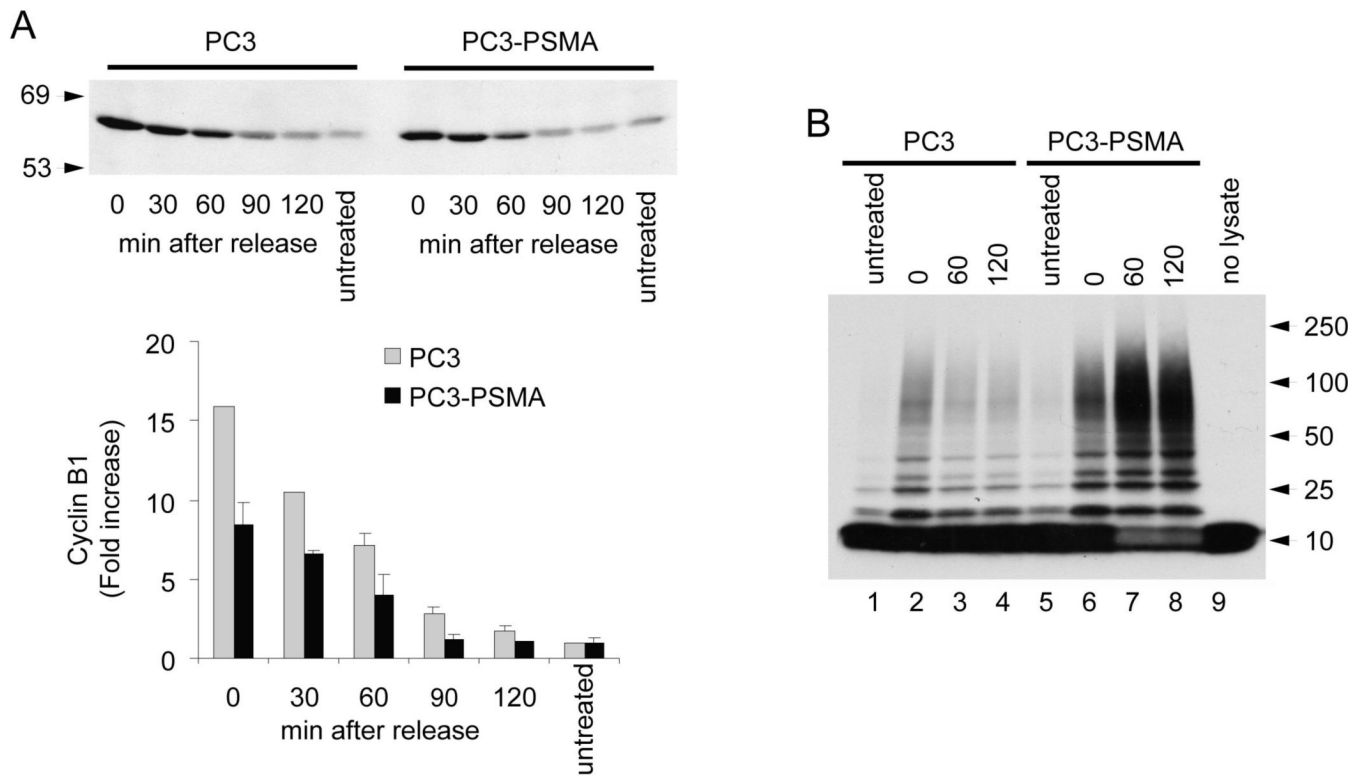 A
PC3 PC3-PSMA
69
53
0 30 60 90 120 untreated 0 30 60 90 120 untreated
min after release min after release
20
15
10
5
0
Cyclin B1
(Fold increase)
PC3
PC3-PSMA
0 30 60 90 120 untreated
min after release
B
PC3 PC3-PSMA
untreated 0 60 120 untreated 0 60 120 no lysate
250
100
50
25
10
1 2 3 4 5 6 7 8 9